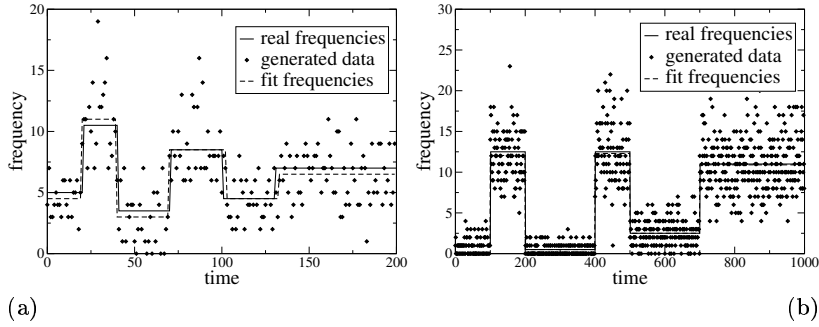 20
15
10
5
0
frequency
0 50 100 150 200
time
real frequencies
generated data
fit frequencies
(a)
30
25
20
15
10
5
0
frequency
0 200 400 600 800 1000
time
real frequencies
generated data
fit frequencies
(b)